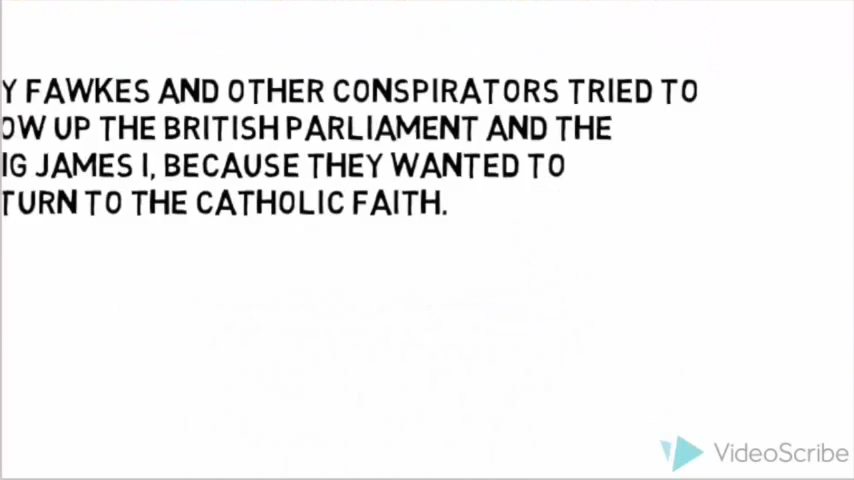 Y FAWKES AND OTHER CONSPIRATORS TRIED TO
OW UP THE BRITISH PARLIAMENT AND THE
IG JAMES I, BECAUSE THEY WANTED TO
TURN TO THE CATHOLIC FAITH.
VideoScribe